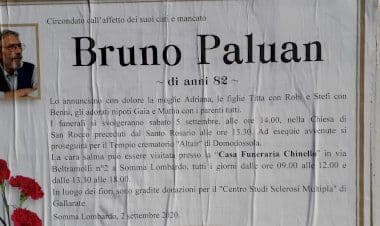 Circondato dall'affetto dei suoi cari è mancato
Bruno Paluan
~ di anni 82 ~
Lo annunciano con dolore la moglie Adriana, le figlie Titta con Robi e Stefi con
Benni, gli adorati nipoti Gaia e Mattia con i parenti tutti.
I funerali si svolgeranno sabato 5 settembre, alle ore 14.00, nella Chiesa di
San Rocco preceduti dal Santo Rosario alle ore 13.30. Ad esequie avvenute si
proseguirà per il Tempio crematorio "Altair" di Domodossola.
La cara salma può essere visitata presso la "Casa Funeraria Chinello" in via
Beltramolli n°2 a Somma Lombardo, tutti i giorni dalle ore 09.00 alle 12.00 e
dalle 13.30 alle 18.00.
In luogo dei fiori sono gradite donazioni per il "Centro Studi Sclerosi Multipla" di
Gallarate.
Somma Lombardo, 2 settembre 2020